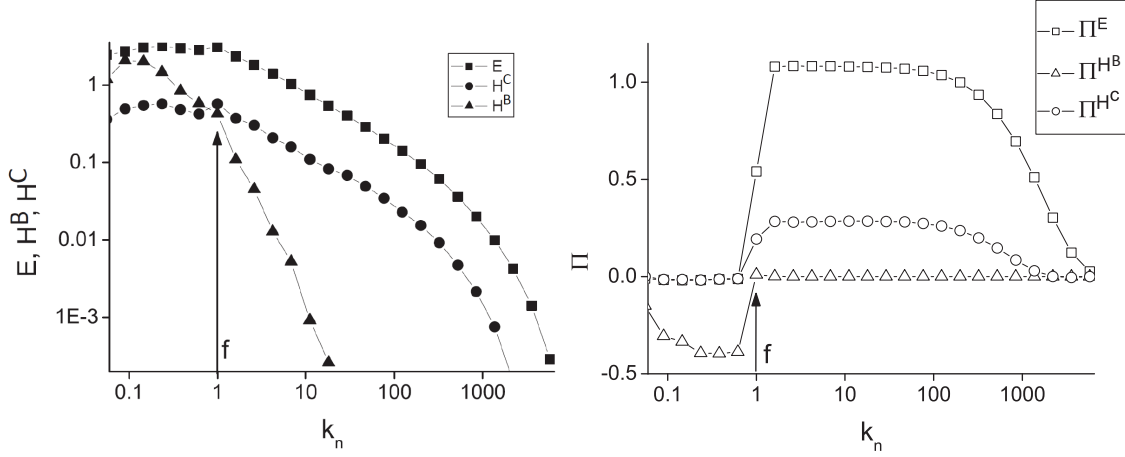 E, H^B, H^C
1
0.1
0.01
1E-3
E
H^C
H^B
f
0.1
1
10
100
1000
k_n
Π^E
Π^{H^B}
Π^{H^C}
Π
1.0
0.5
0.0
-0.5
f
0.1
1
10
100
1000
k_n